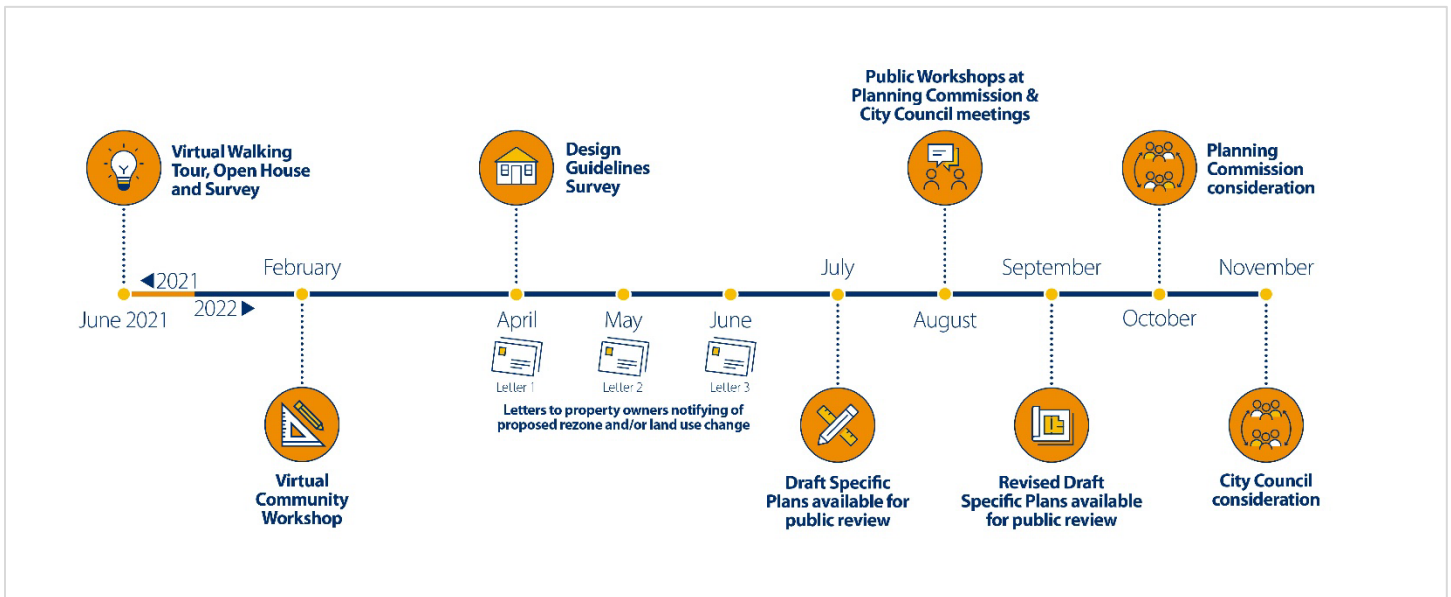 Public Workshops at
Planning Commission &
City Council meetings
Virtual Walking
Tour, Open House
and Survey
Design
Guidelines
Survey
Planning
Commission
consideration
◀2021
2022▶
February
July
September
November
June 2021
April
May
June
August
October
Letter 1
Letter 2
Letter 3
Letters to property owners notifying of
proposed rezone and/or land use change
Virtual
Community
Workshop
Draft Specific
Plans available for
public review
Revised Draft
Specific Plans available
for public review
City Council
consideration